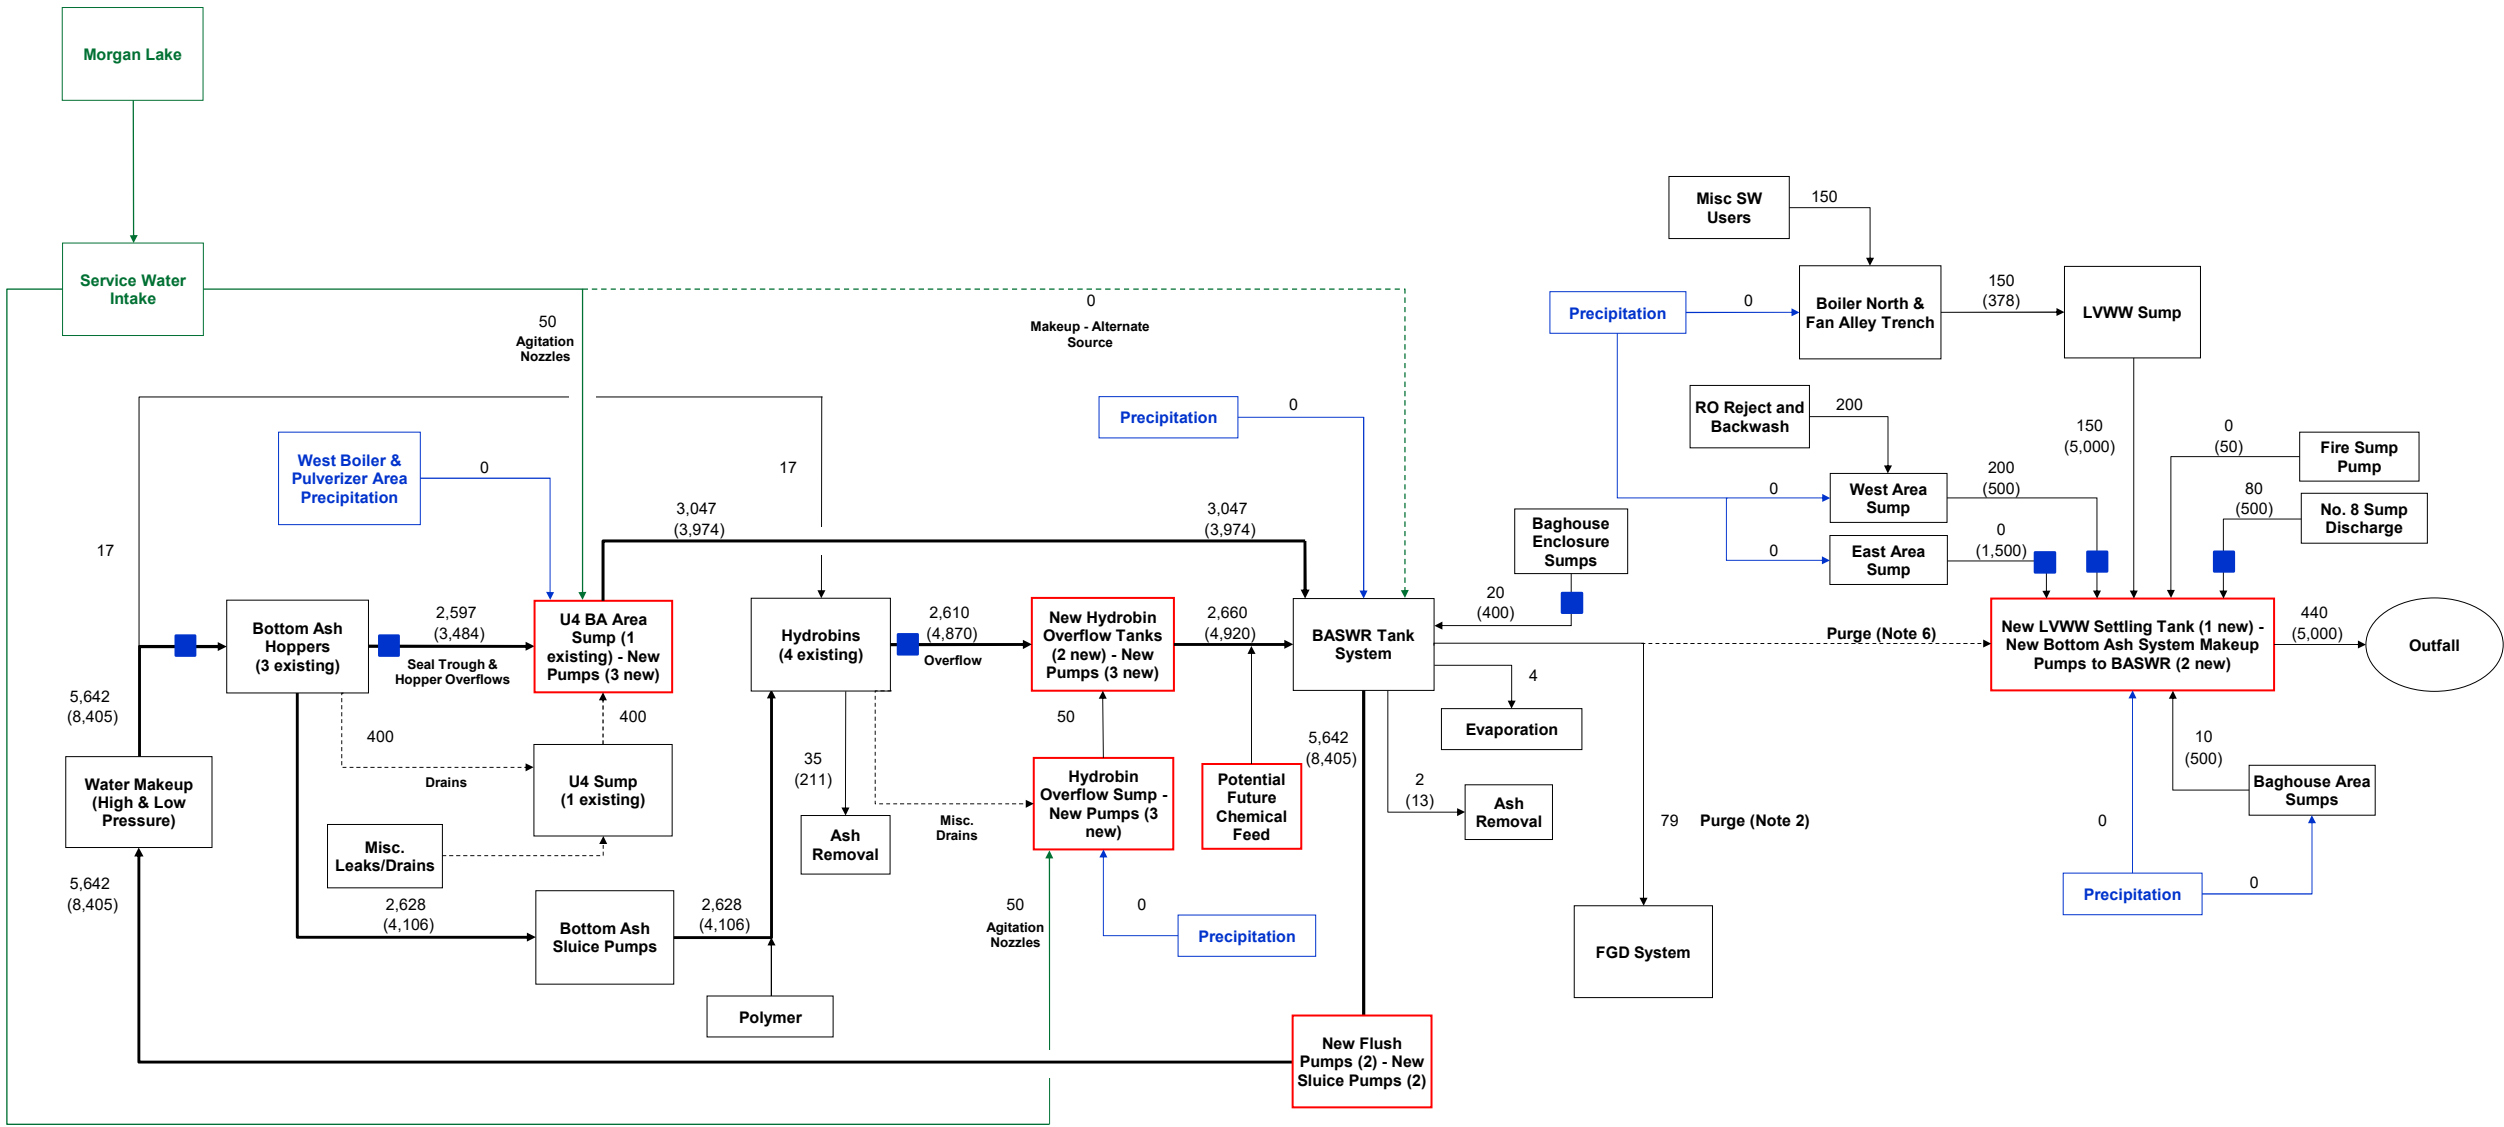 Morgan Lake
Service Water
Intake
50
Agitation
Nozzles
0
Makeup - Alternate
Source
Misc SW
Users
150
Precipitation
0
Boiler North &
Fan Alley Trench
150
(378)
LVWW Sump
RO Reject and
Backwash
200
150
(5,000)
0
(50)
Fire Sump
Pump
West Boiler &
Pulverizer Area
Precipitation
0
17
17
Precipitation
0
0
West Area
Sump
200
(500)
80
(500)
No. 8 Sump
Discharge
3,047
(3,974)
3,047
(3,974)
Baghouse
Enclosure
Sumps
0
East Area
Sump
0
(1,500)
20
(400)
Bottom Ash
Hoppers
(3 existing)
2,597
(3,484)
Seal Trough &
Hopper Overflows
U4 BA Area
Sump (1
existing) - New
Pumps (3 new)
Hydrobins
(4 existing)
2,610
(4,870)
Overflow
New Hydrobin
Overflow Tanks
(2 new) - New
Pumps (3 new)
2,660
(4,920)
BASWR Tank
System
Purge (Note 6)
New LVWW Settling Tank (1 new) -
New Bottom Ash System Makeup
Pumps to BASWR (2 new)
440
(5,000)
Outfall
5,642
(8,405)
400
Drains
400
50
4
Evaporation
5,642
(8,405)
Water Makeup
(High & Low
Pressure)
U4 Sump
(1 existing)
35
(211)
Misc.
Drains
Hydrobin
Overflow Sump -
New Pumps (3
new)
Potential
Future
Chemical
Feed
2
(13)
Ash
Removal
79
Purge (Note 2)
10
(500)
Baghouse Area
Sumps
0
Misc.
Leaks/Drains
Ash
Removal
5,642
(8,405)
2,628
(4,106)
Bottom Ash
Sluice Pumps
2,628
(4,106)
50
Agitation
Nozzles
0
Precipitation
FGD System
Precipitation
0
Polymer
New Flush
Pumps (2) - New
Sluice Pumps (2)